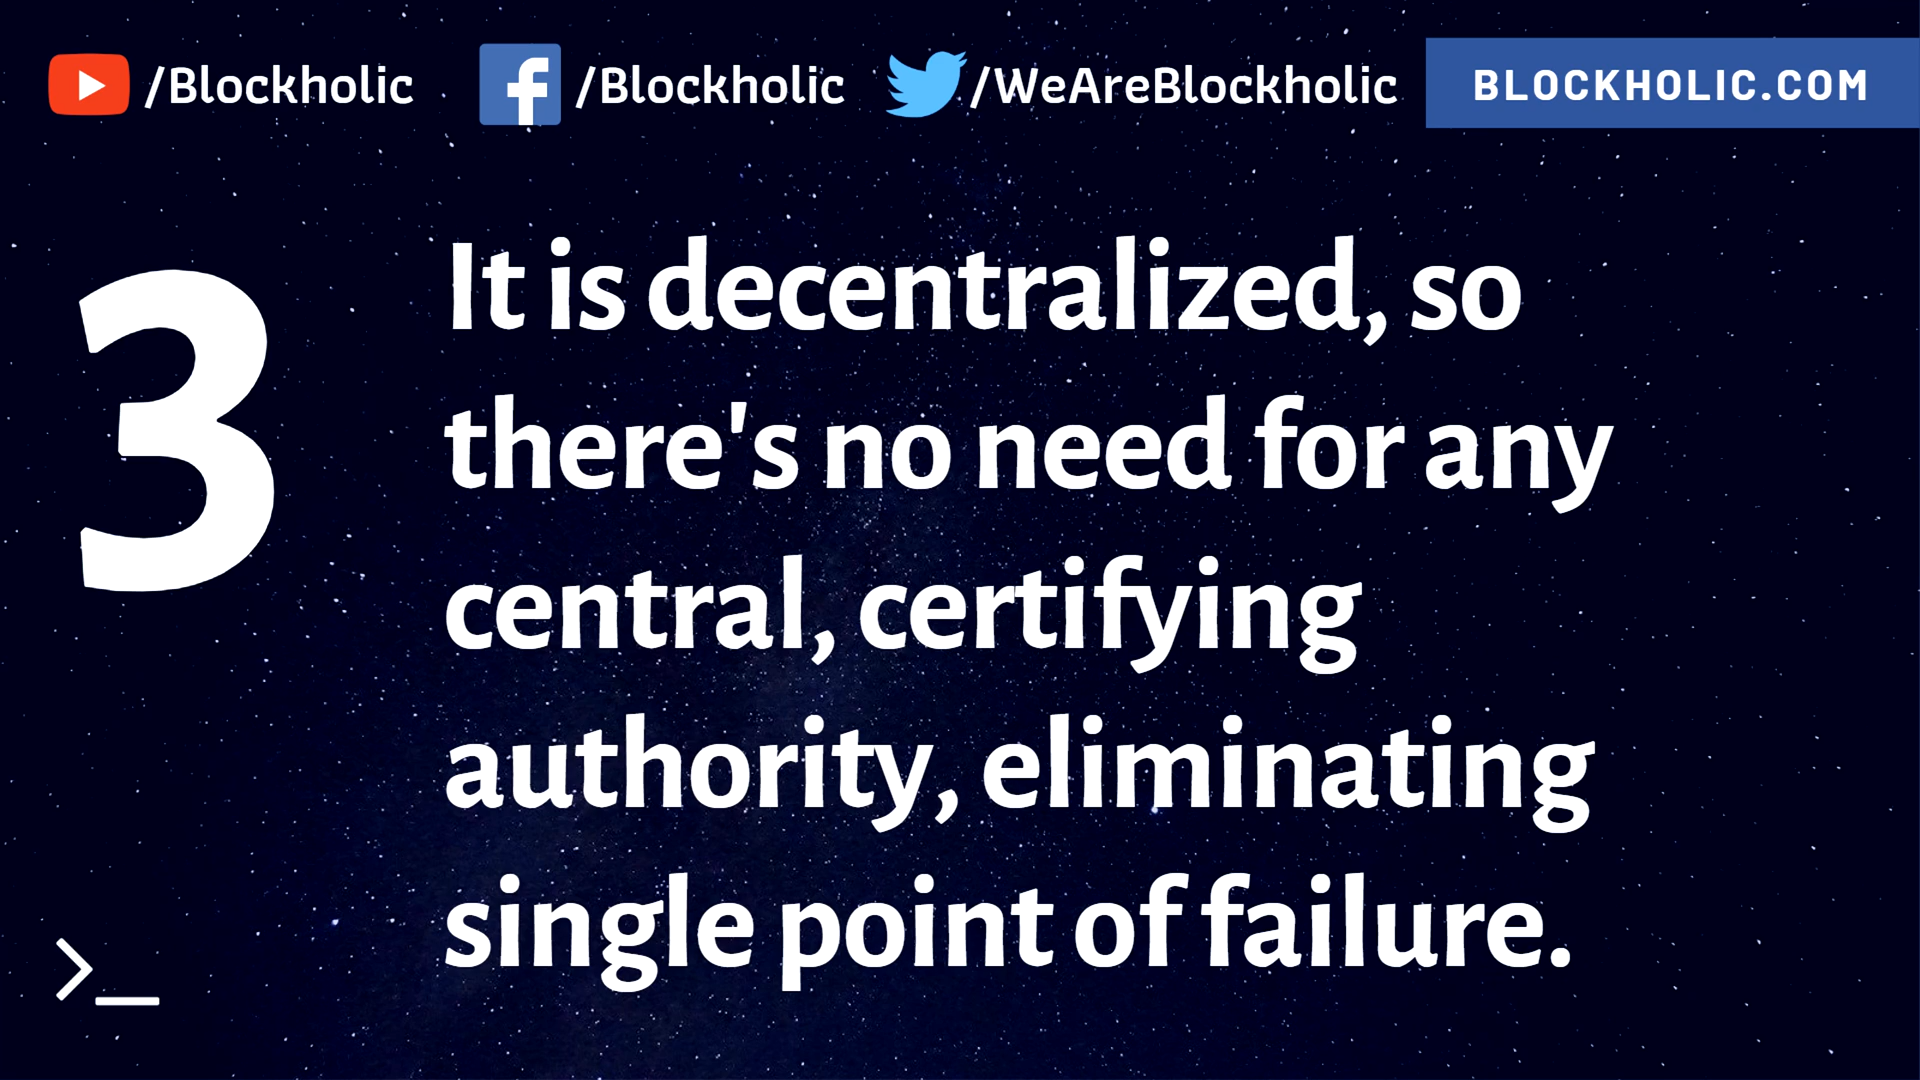 /Blockholic /Blockholic /WeAreBlockholic BLOCKHOLIC.COM
3
It is decentralized, so
there's no need for any
central, certifying
authority, eliminating
single point of failure.
>_